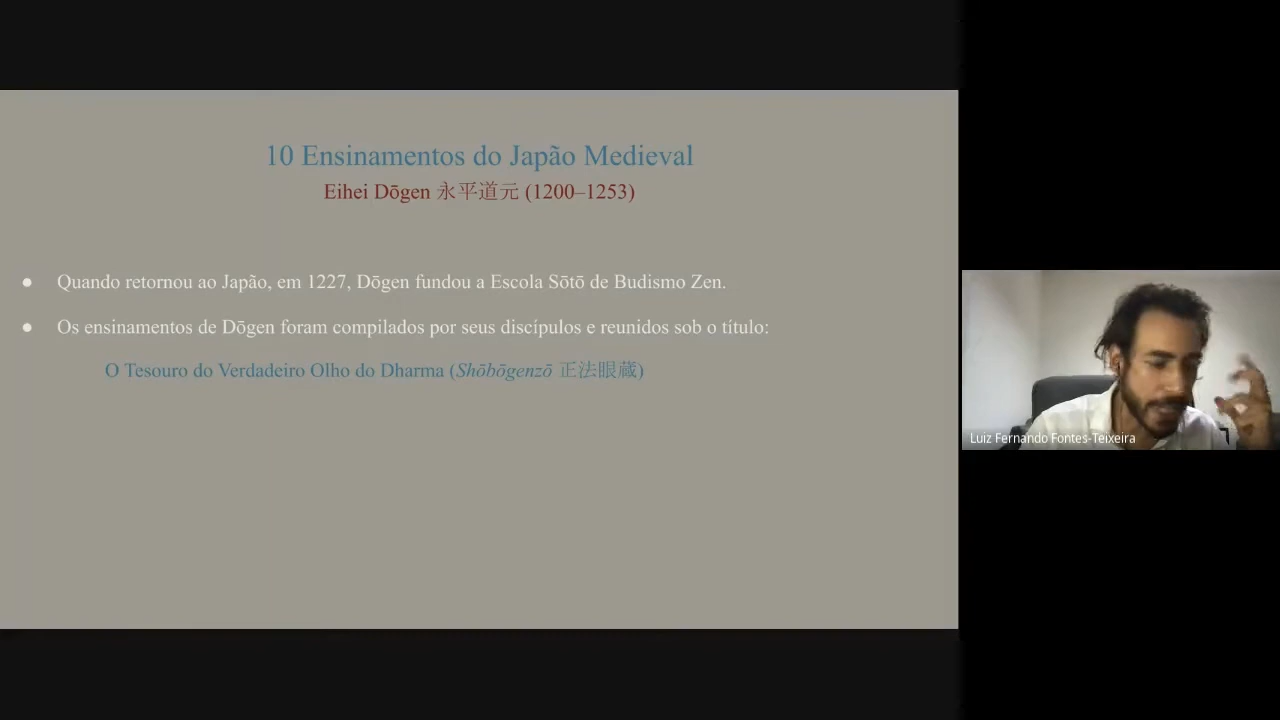 10 Ensinamentos do Japão Medieval
Eihei Dōgen 永平道元 (1200–1253)
● Quando retornou ao Japão, em 1227, Dōgen fundou a Escola Sōtō de Budismo Zen.
● Os ensinamentos de Dōgen foram compilados por seus discípulos e reunidos sob o título:
O Tesouro do Verdadeiro Olho do Dharma (Shōbōgenzō 正法眼蔵)
Luiz Fernando Fontes-Teixeira